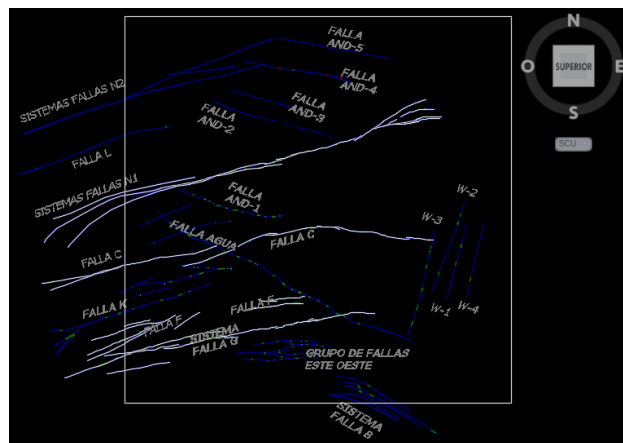 FALLA
AND-5
N
O
SUPERIOR
E
S
SCU
SISTEMAS FALLAS N2
FALLA
AND-4
FALLA
AND-3
FALLA
AND-2
FALLA L
SISTEMAS FALLAS N1
FALLA
AND-1
W-2
W-3
FALLA AGUA
FALLA C
FALLA C
W-1
W-4
FALLA K
FALLA F
FALLA F
SISTEMA
FALLA G
GRUPO DE FALLAS
ESTE OESTE
SISTEMA
FALLA B